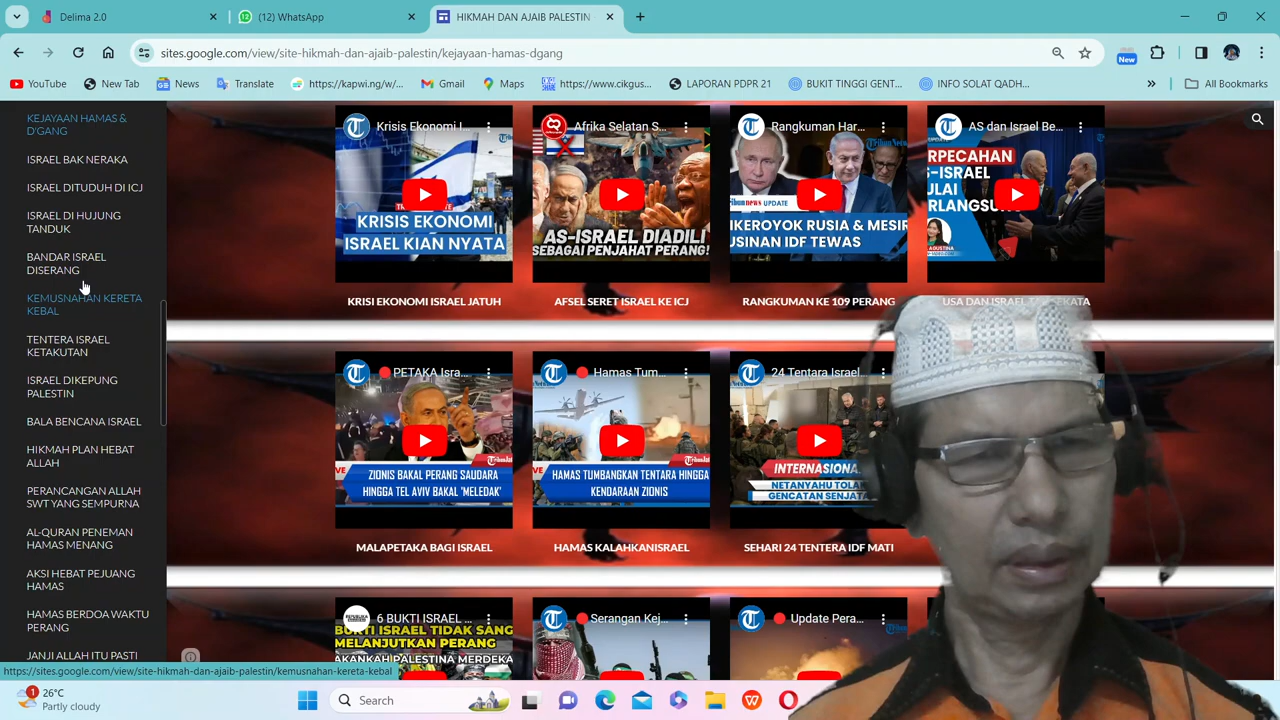 Delima 2.0
(12) WhatsApp
HIKMAH DAN AJAIB PALESTIN
sites.google.com/view/site-hikmah-dan-ajaib-palestin/kejayaan-hamas-dgang
New
YouTube
New Tab
News
Translate
https://kapwi.ng/w/...
Gmail
Maps
https://www.cikgus...
LAPORAN PDPR 21
BUKIT TINGGI GENT...
INFO SOLAT QADH...
All Bookmarks
KEJAYAAN HAMAS &
D'GANG
ISRAEL BAK NERAKA
ISRAEL DITUDUH DI ICJ
ISRAEL DI HUJUNG
TANDUK
BANDAR ISRAEL
DISERANG
KEMUSNAHAN KERETA
KEBAL
TENTERA ISRAEL
KETAKUTAN
ISRAEL DIKEPUNG
PALESTIN
BALA BENCANA ISRAEL
HIKMAH PLAN HEBAT
ALLAH
PERANCANGAN ALLAH
SWT YANG SEMPURNA
AL-QURAN PENEMAN
HAMAS MENANG
AKSI HEBAT PEJUANG
HAMAS
HAMAS BERDOA WAKTU
PERANG
JANJI ALLAH ITU PASTI
Krisis Ekonomi I...
KRISIS EKONOMI
ISRAEL KIAN NYATA
KRISI EKONOMI ISRAEL JATUH
Afrika Selatan S...
AS-ISRAEL DIADILI
SEBAGAI PENJAHAT PERANG!
AFSEL SERET ISRAEL KE ICJ
Rangkuman Har...
UPDATE
IKEROYOK RUSIA & MESIR
USINAN IDF TEWAS
RANGKUMAN KE 109 PERANG
AS dan Israel Be...
UPDATE
RPECAHAN
S-ISRAEL
ULAI
ERLANGSU
AGUSTINA
USA DAN ISRAEL
PETAKA Isra...
ZIONIS BAKAL PERANG SAUDARA
HINGGA TEL AVIV BAKAL 'MELEDAK'
MALAPETAKA BAGI ISRAEL
Hamas Tum...
HAMAS TUMBANGKAN TENTARA HINGGA
KENDARAAN ZIONIS
HAMAS KALAHKANISRAEL
24 Tentara Israel
INTERNASIONA
NETANYAHU TOLA
GENCATAN SENJAT
SEHARI 24 TENTERA IDF MATI
6 BUKTI ISRAEL ...
BUKTI ISRAEL TIDAK SANG
MELANJUTKAN PERANG
AKANKAH PALESTINA MERDEKA
Serangan Kej...
Update Pera...
https://sites.google.com/view/site-hikmah-dan-ajaib-palestin/kemusnahan-kereta-kebal
1
26°C
Partly cloudy
Search